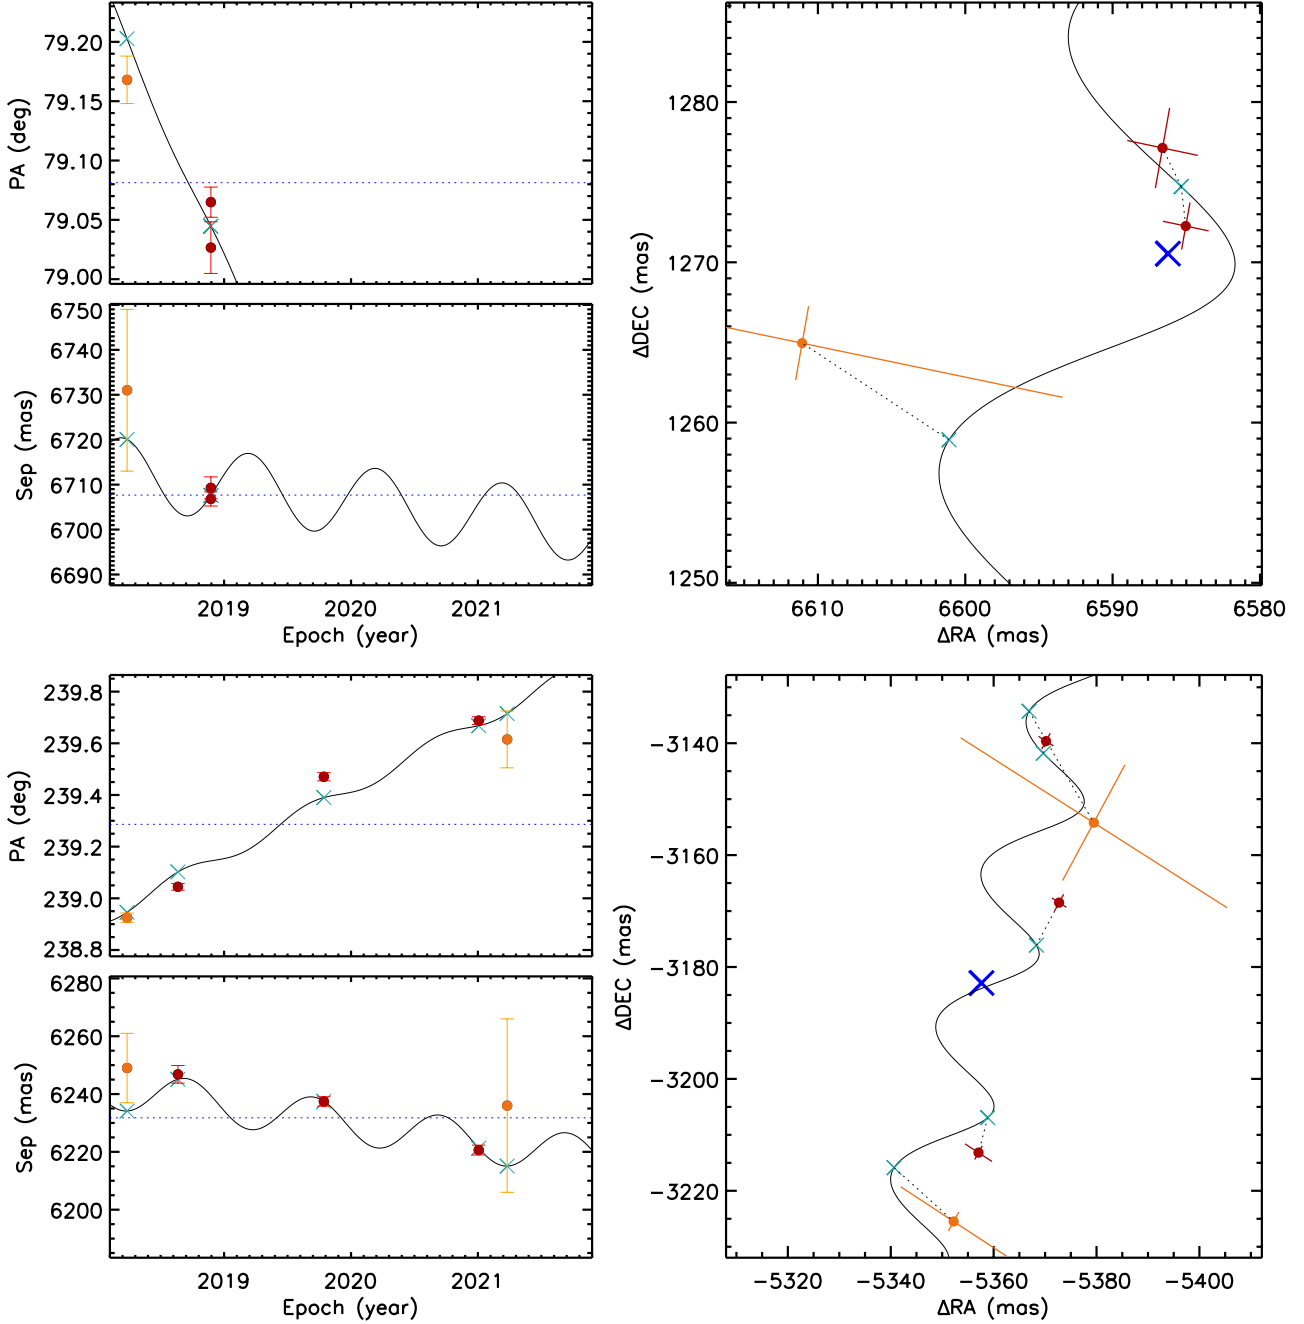 79.20
79.15
79.10
79.05
79.00
PA (deg)
6750
6740
6730
6720
6710
6700
6690
Sep (mas)
2019 2020 2021
Epoch (year)
1280
1270
1260
1250
ΔDEC (mas)
6610 6600 6590 6580
ΔRA (mas)
239.8
239.6
239.4
239.2
239.0
238.8
PA (deg)
6280
6260
6240
6220
6200
Sep (mas)
2019 2020 2021
Epoch (year)
−3140
−3160
−3180
−3200
−3220
ΔDEC (mas)
−5320 −5340 −5360 −5380 −5400
ΔRA (mas)